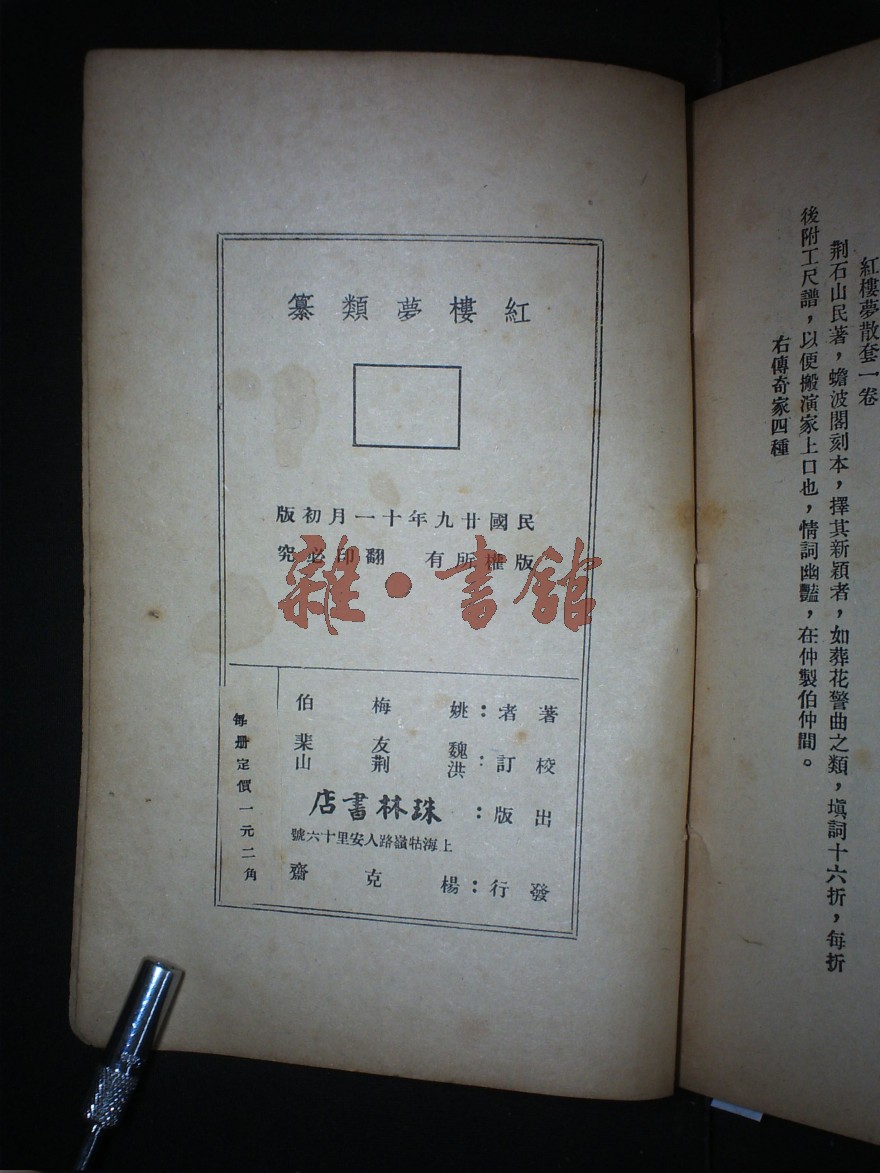 紅樓夢散套一卷
荆石山民著，蟾波閣刻本，擇其新穎者，如葬花警曲之類，塡詞十六折，每折
後附工尺譜，以便搬演家上口也，情詞幽豔，在仲製伯仲間。
右傳奇家四種
紅樓夢類纂
民國廿九年十一月初版
版權所有 翻印必究
雜·書館
著者：姚梅伯
校訂：魏友棐
洪荆山
出版：珠林書店
上海牯嶺路人安里十六號
發行：楊克齋
每册定價一元二角